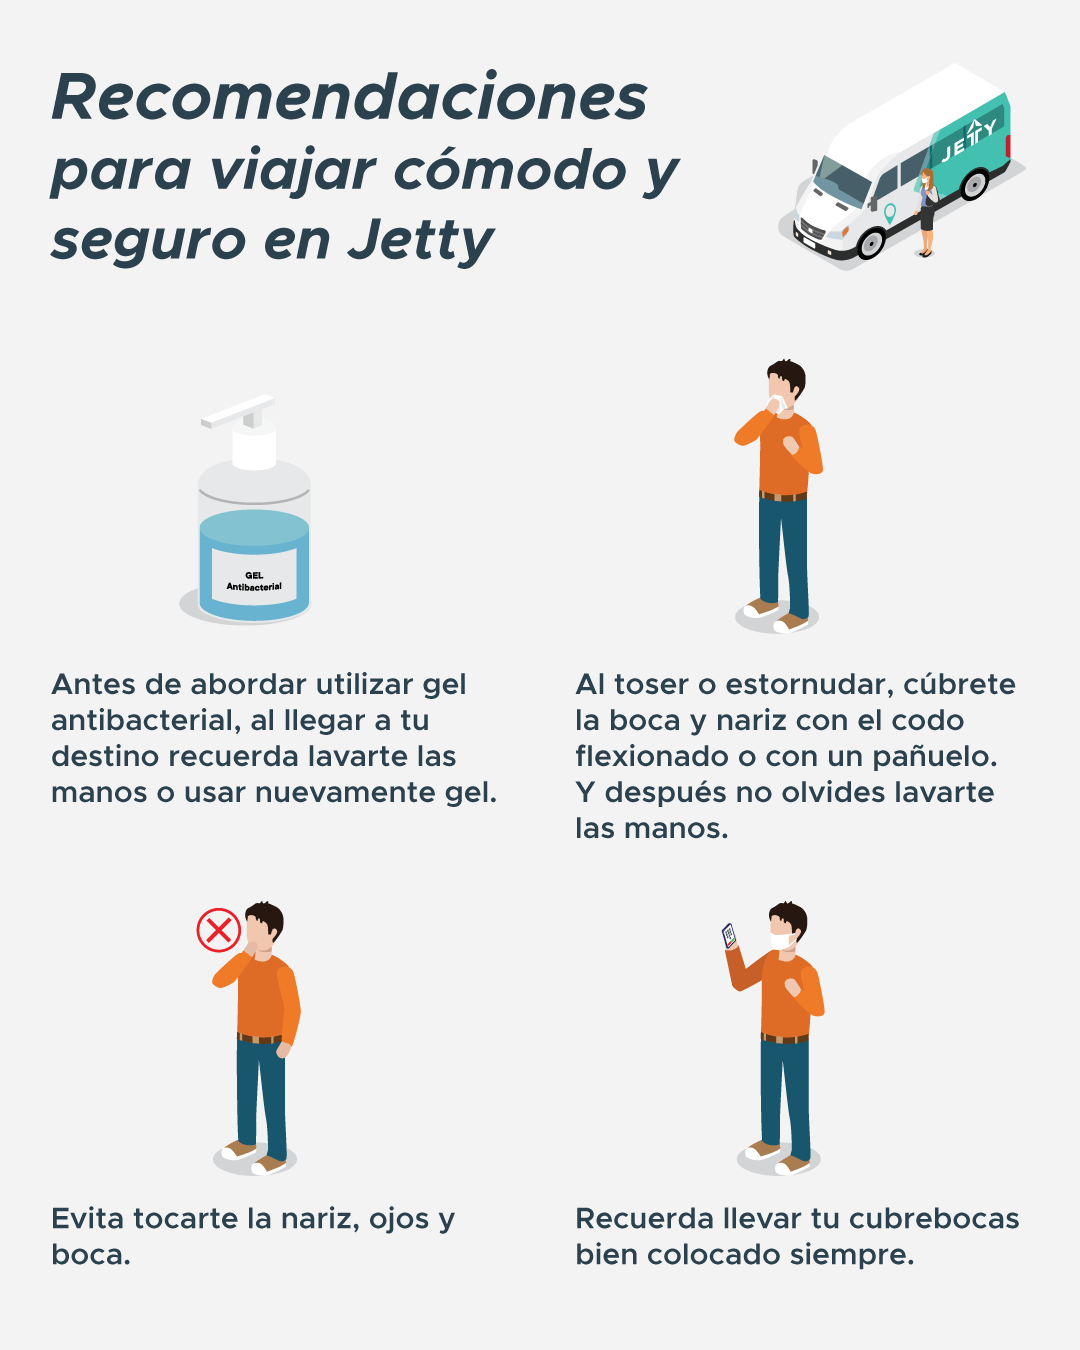 Recomendaciones
para viajar cómodo y
seguro en Jetty
JETTY
GEL
Antibacterial
Antes de abordar utilizar gel
antibacterial, al llegar a tu
destino recuerda lavarte las
manos o usar nuevamente gel.
Al toser o estornudar, cúbrete
la boca y nariz con el codo
flexionado o con un pañuelo.
Y después no olvides lavarte
las manos.
Evita tocarte la nariz, ojos y
boca.
Recuerda llevar tu cubrebocas
bien colocado siempre.